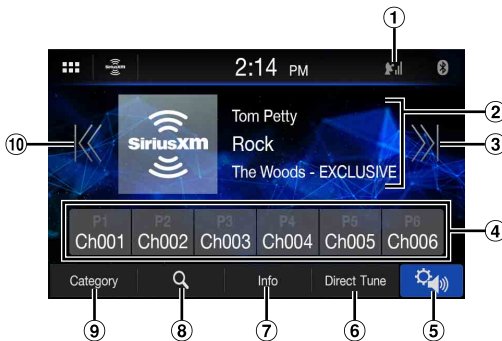 ①
SiriusXM
2:14 PM
Tom Petty
②
⑩
SiriusXM
Rock
③
The Woods - EXCLUSIVE
P1 P2 P3 P4 P5 P6
Ch001 Ch002 Ch003 Ch004 Ch005 Ch006
④
Category Info Direct Tune
⑨ ⑧ ⑦ ⑥ ⑤